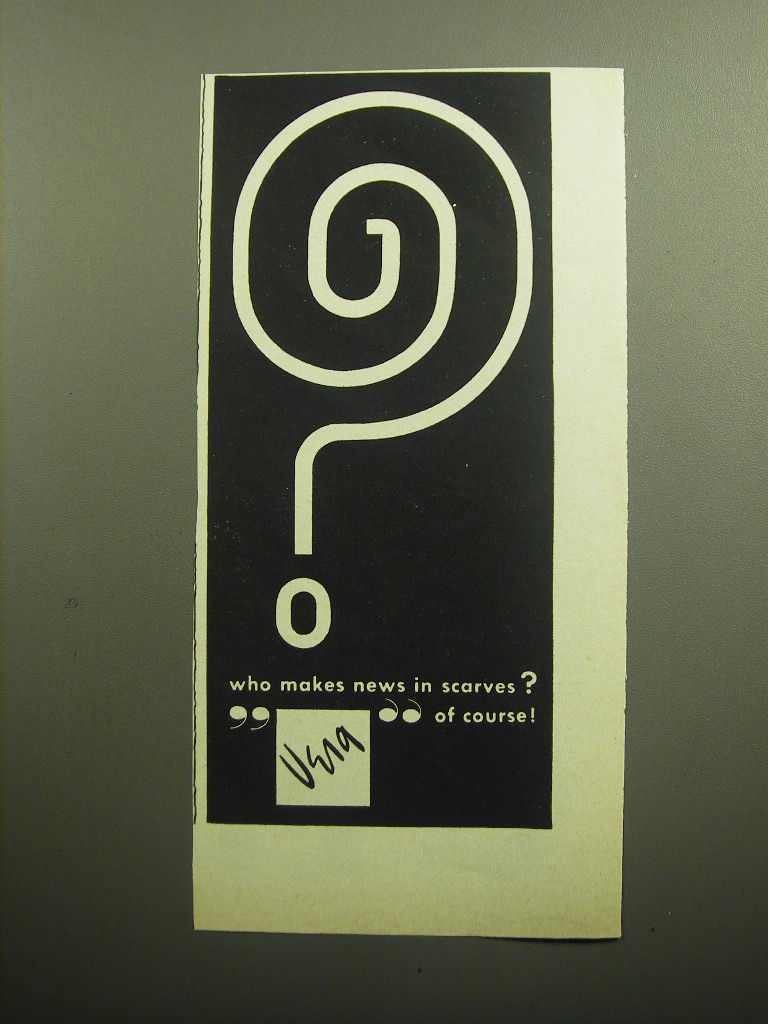 ?
who makes news in scarves?
❟❟ Vera of course!